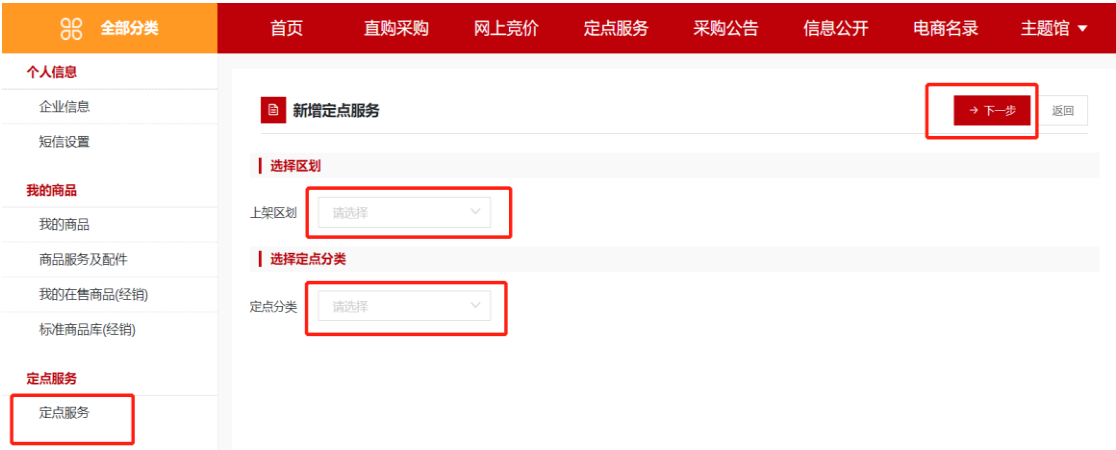 全部分类 首页 直购采购 网上竞价 定点服务 采购公告 信息公开 电商名录 主题馆
个人信息
企业信息
短信设置
我的商品
我的商品
商品服务及配件
我的在售商品(经销)
标准商品库(经销)
定点服务
定点服务
新增定点服务 下一步 返回
选择区划
上架区划 请选择
选择定点分类
定点分类 请选择